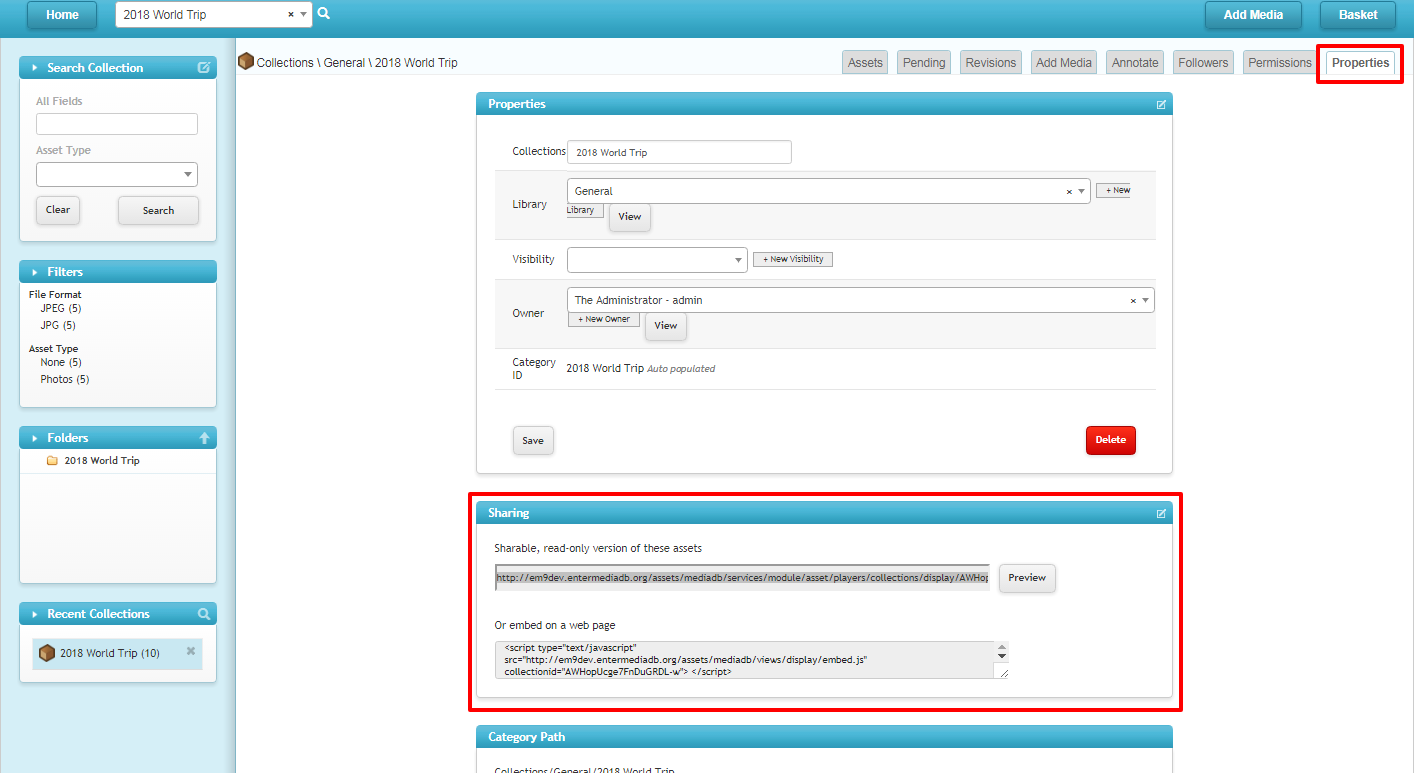 Home
2018 World Trip
Add Media
Basket
Search Collection
All Fields
Asset Type
Clear
Search
Filters
File Format
JPEG (5)
JPG (5)
Asset Type
None (5)
Photos (5)
Folders
2018 World Trip
Recent Collections
2018 World Trip (10)
Collections \ General \ 2018 World Trip
Assets
Pending
Revisions
Add Media
Annotate
Followers
Permissions
Properties
Properties
Collections
2018 World Trip
Library
General
+ New
Library
View
Visibility
+ New Visibility
Owner
The Administrator - admin
+ New Owner
View
Category
ID
2018 World Trip Auto populated
Save
Delete
Sharing
Sharable, read-only version of these assets
http://em9dev.entermediadb.org/assets/mediadb/services/module/asset/players/collections/display/AWHop
Preview
Or embed on a web page
<script type="text/javascript"
src="http://em9dev.entermediadb.org/assets/mediadb/views/display/embed.js"
collectionid="AWHopUcge7FnDuGRDL-w"> </script>
Category Path
Collections/General/2018 World Trip